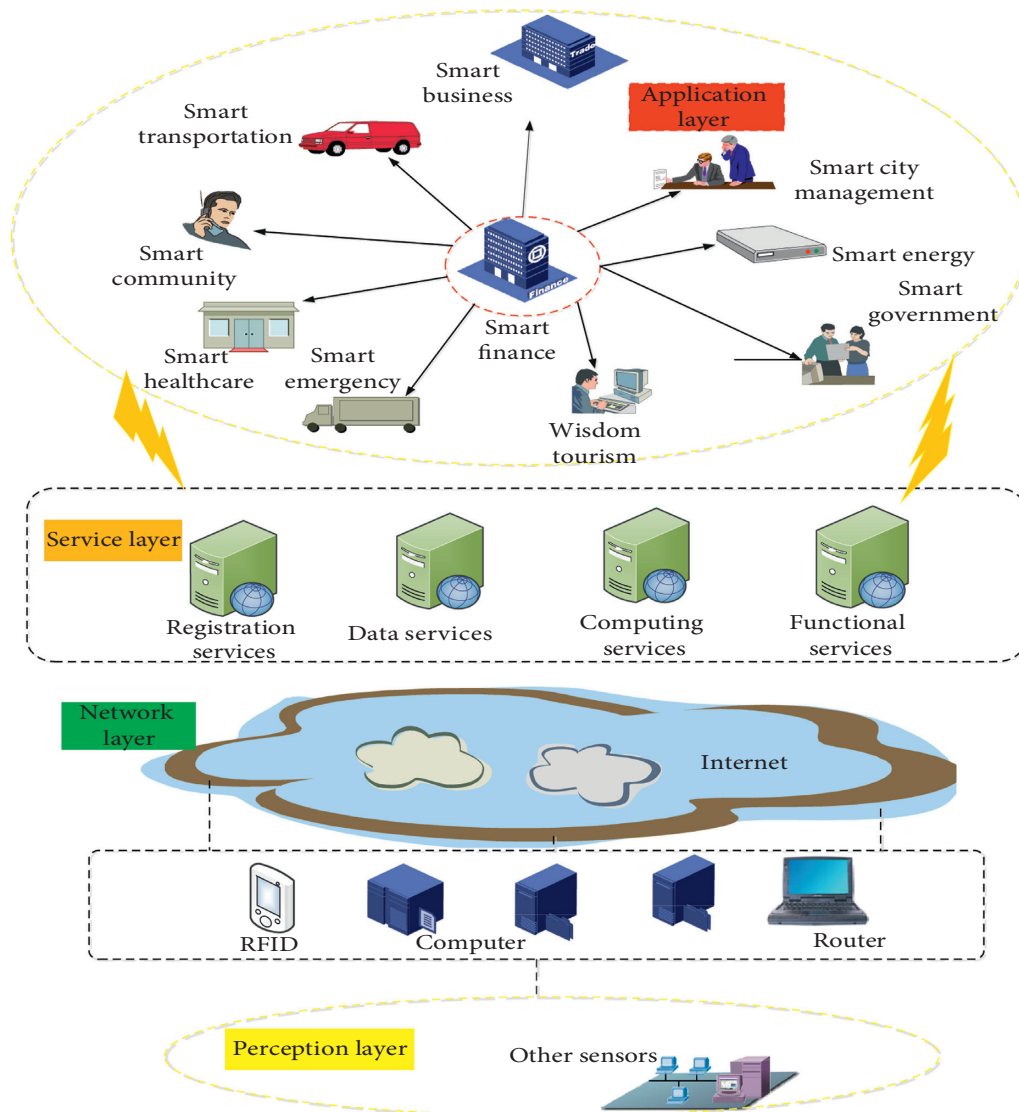 Trade
Smart
business
Application
layer
Smart
transportation
Smart city
management
Smart
community
Smart energy
Finance
Smart
finance
Smart
government
Smart
healthcare
Smart
emergency
Wisdom
tourism
Service layer
Registration
services
Data services
Computing
services
Functional
services
Network
layer
Internet
RFID
Computer
Router
Perception layer
Other sensors